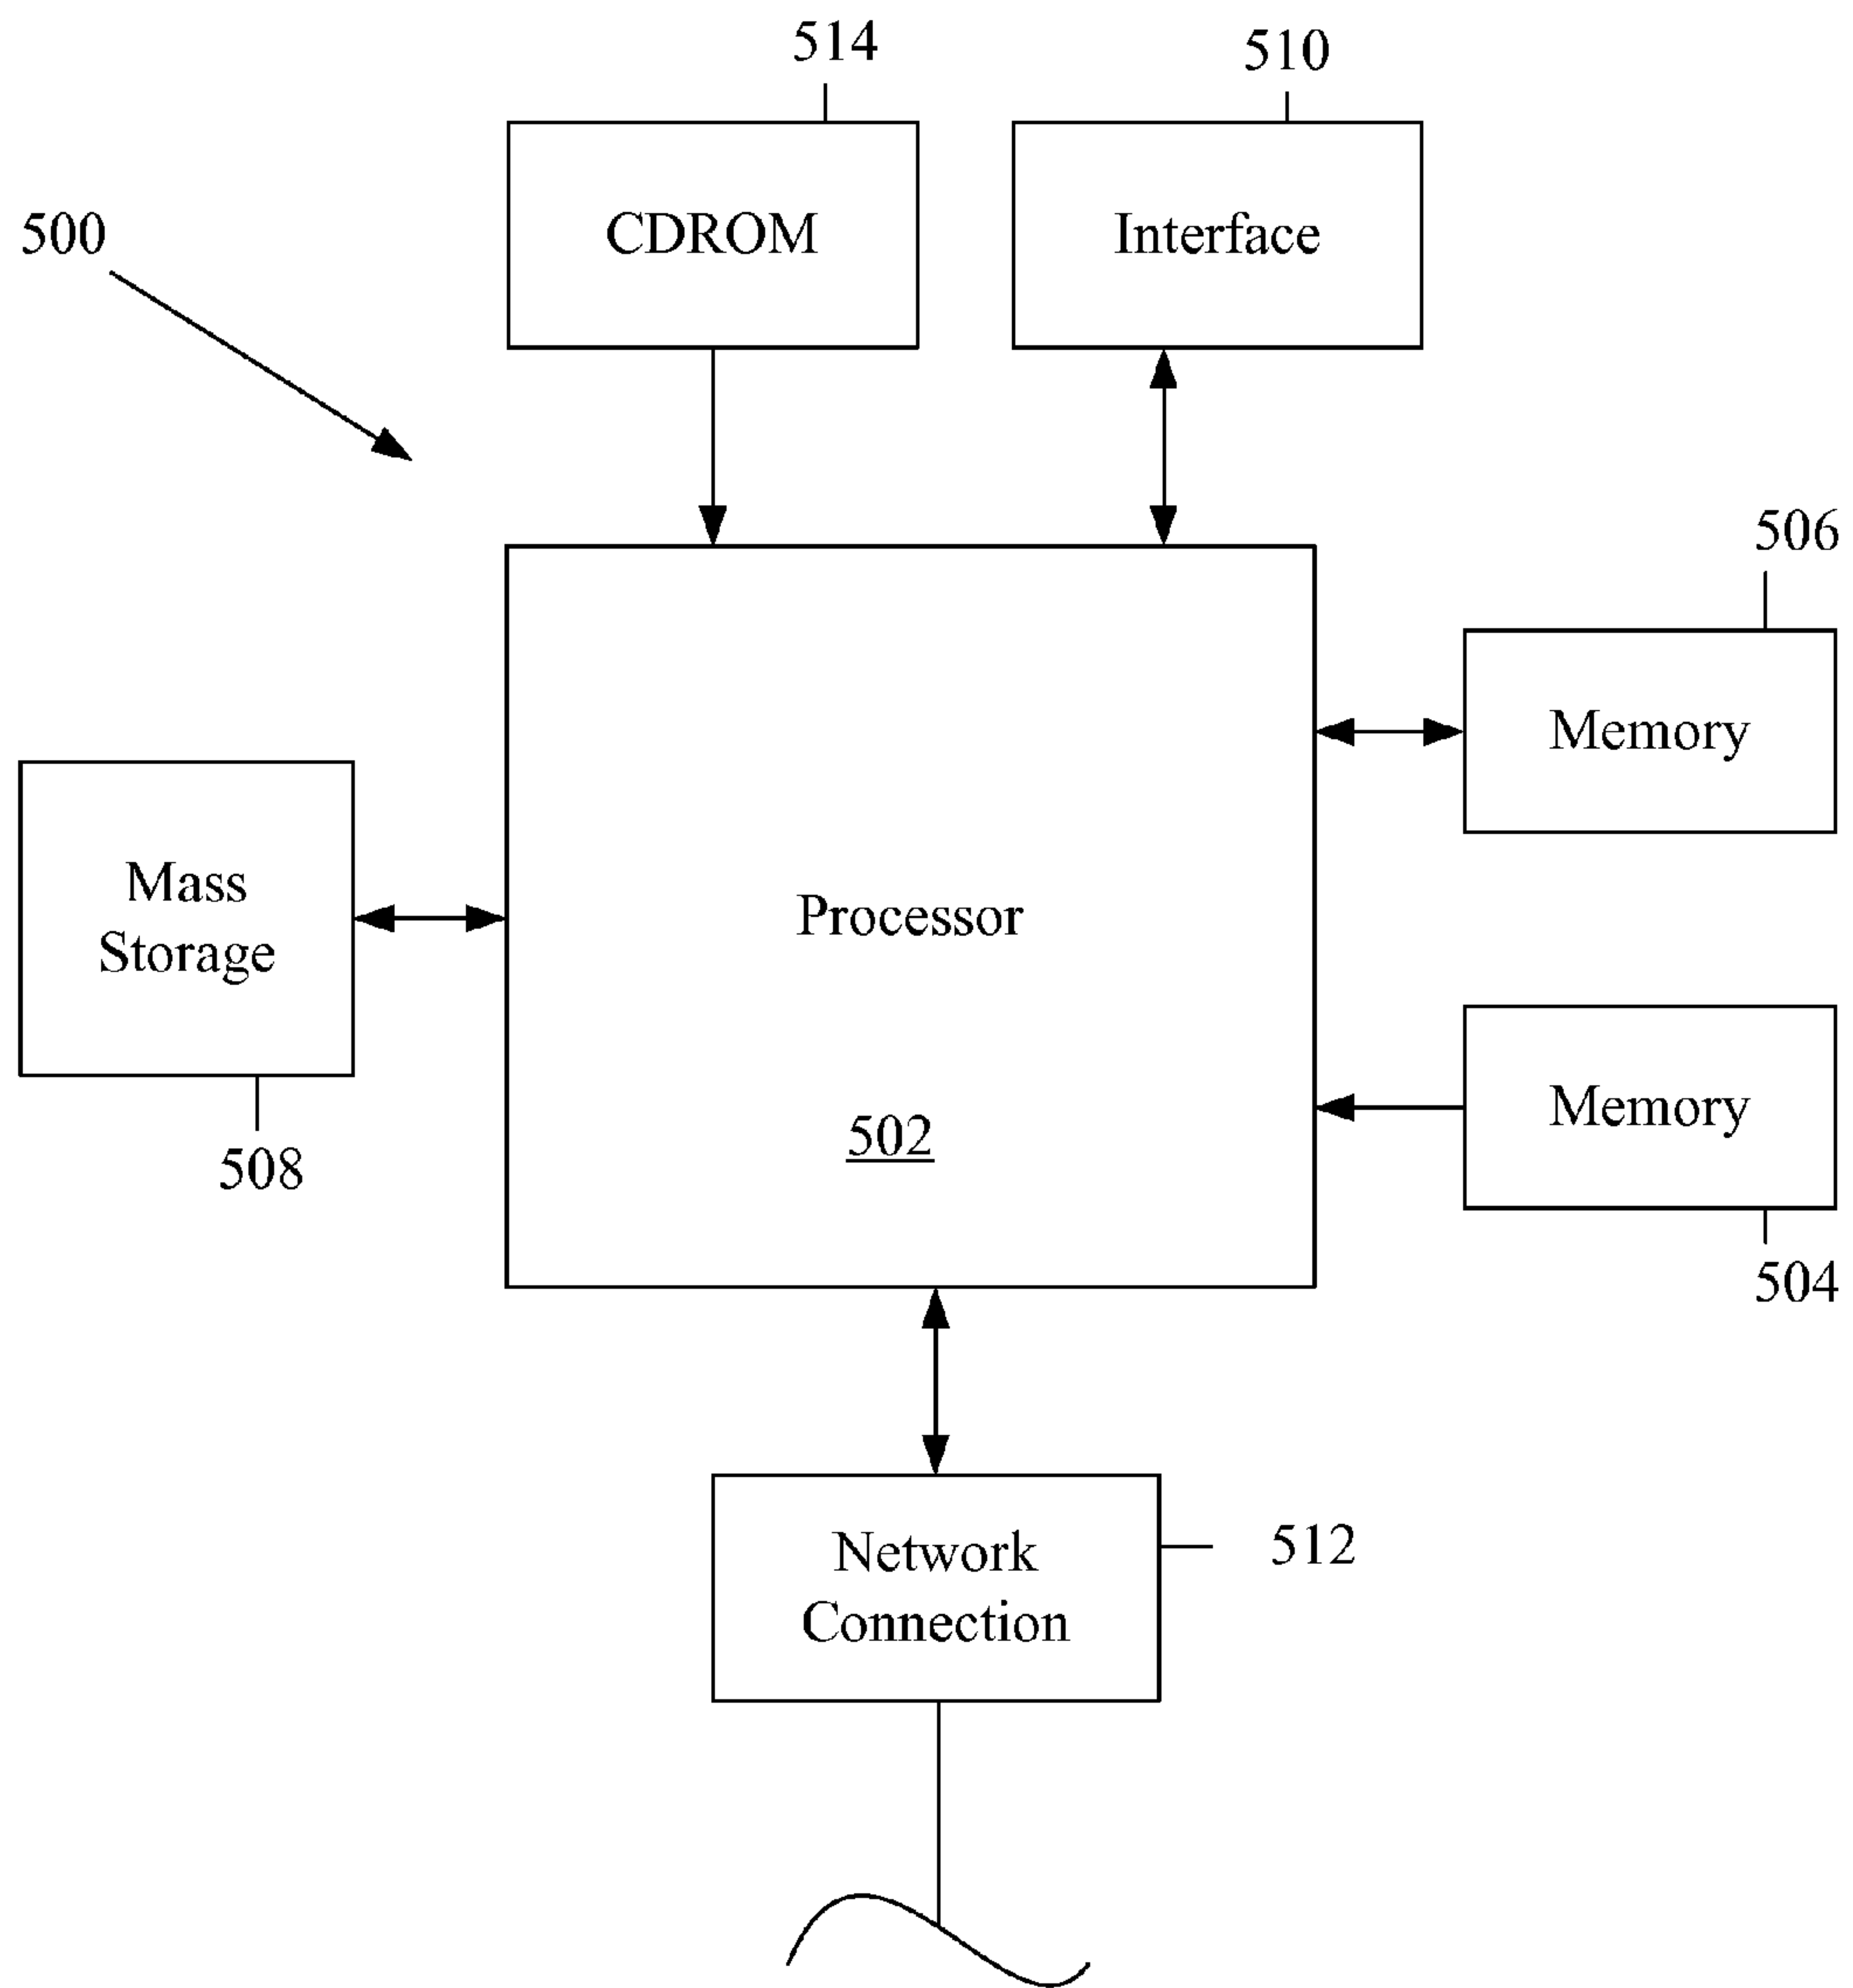 514
510
CDROM
Interface
500
506
Memory
Mass
Storage
Processor
502
Memory
508
504
Network
Connection
512